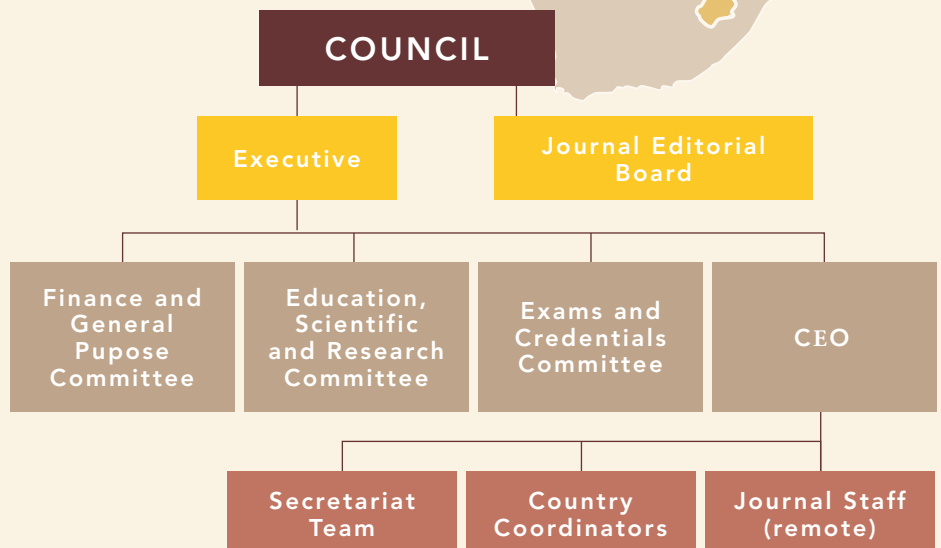 COUNCIL
Executive
Journal Editorial
Board
Finance and
General
Pupose
Committee
Education,
Scientific
and Research
Committee
Exams and
Credentials
Committee
CEO
Secretariat
Team
Country
Coordinators
Journal Staff
(remote)